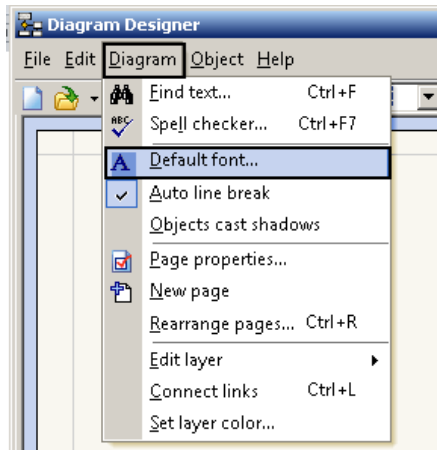 Diagram Designer
File Edit Diagram Object Help
Find text... Ctrl+F
ABC
Spell checker... Ctrl+F7
A Default font...
Auto line break
Objects cast shadows
Page properties...
New page
Rearrange pages... Ctrl+R
Edit layer
Connect links Ctrl+L
Set layer color...